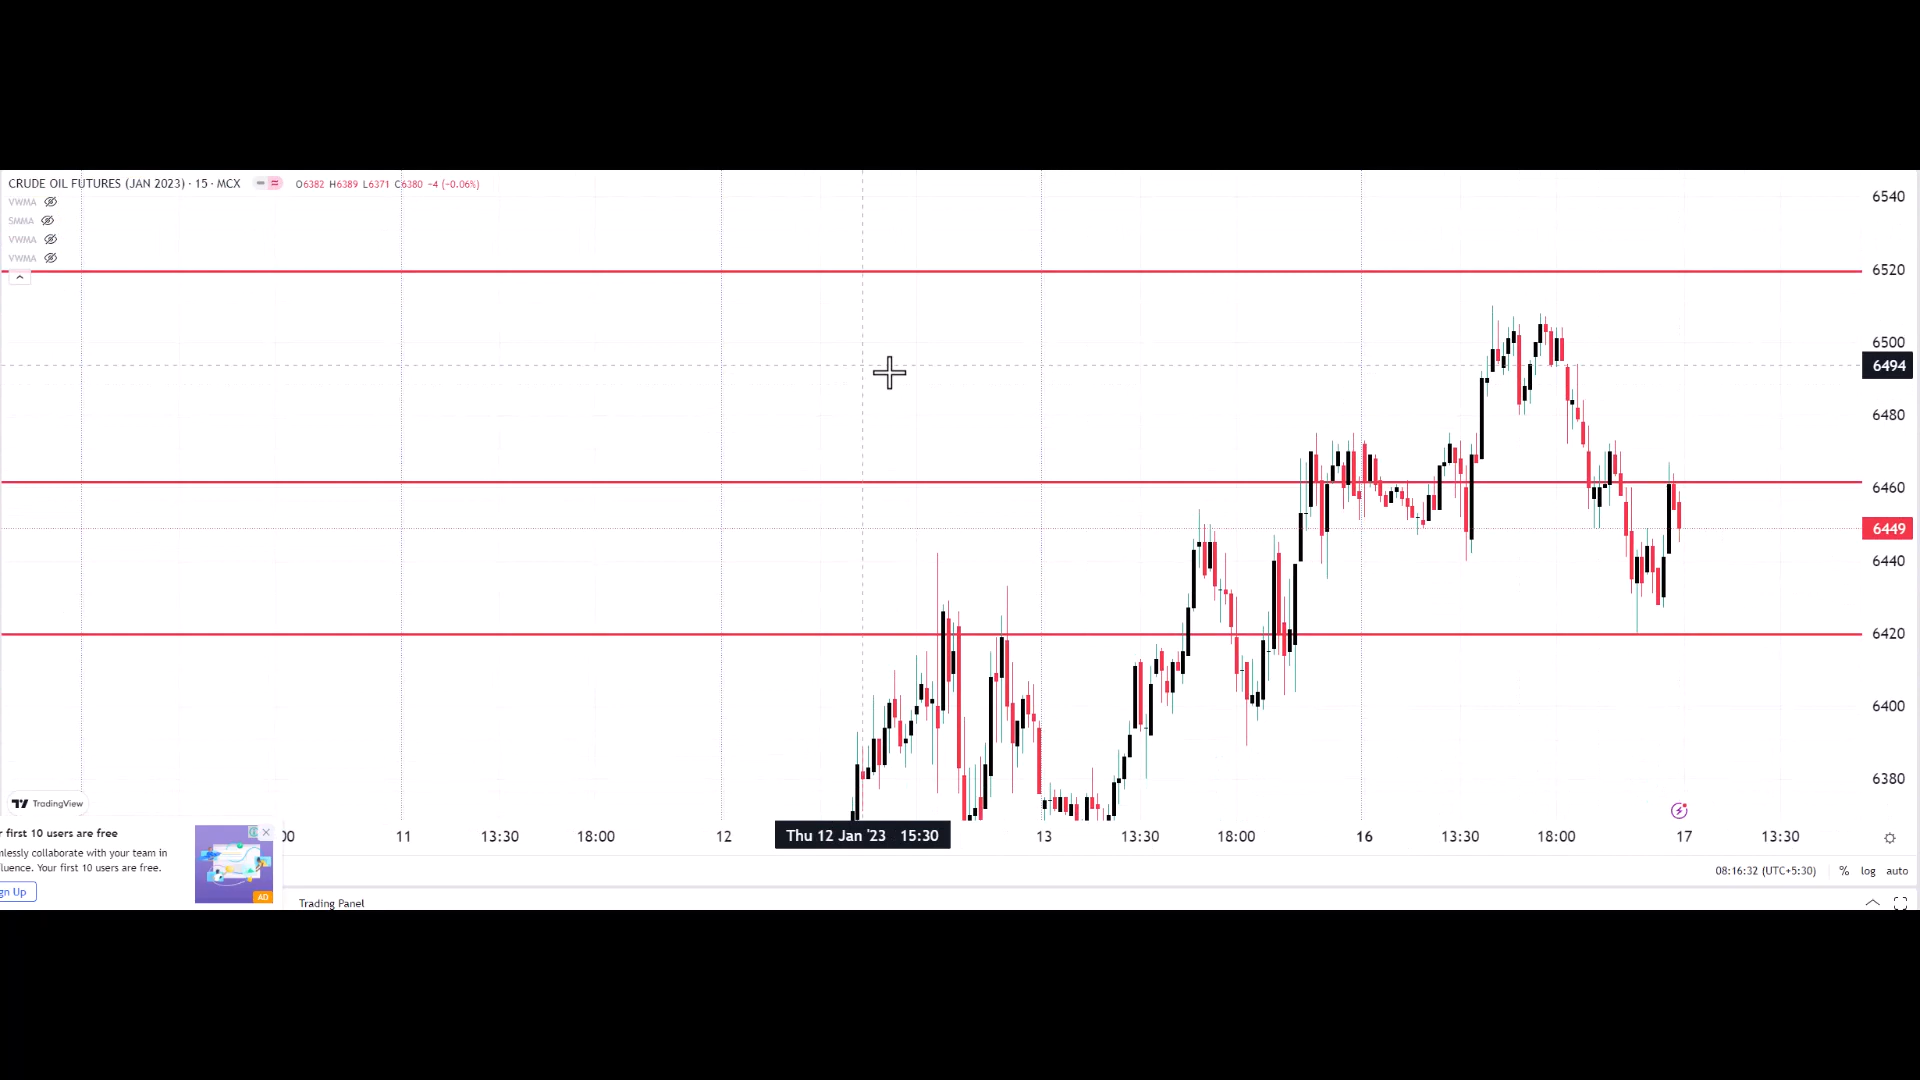 CRUDE OIL FUTURES (JAN 2023) · 15 · MCX O6382 H6389 L6371 C6380 −4 (−0.06%)
VWMA
SMMA
VWMA
VWMA
6540
6520
6500
6494
6480
6460
6449
6440
6420
6400
6380
TradingView
r first 10 users are free
mlessly collaborate with your team in
fluence. Your first 10 users are free.
gn Up
AD
00 11 13:30 18:00 12 Thu 12 Jan '23 15:30 13 13:30 18:00 16 13:30 18:00 17 13:30
08:16:32 (UTC+5:30) % log auto
Trading Panel